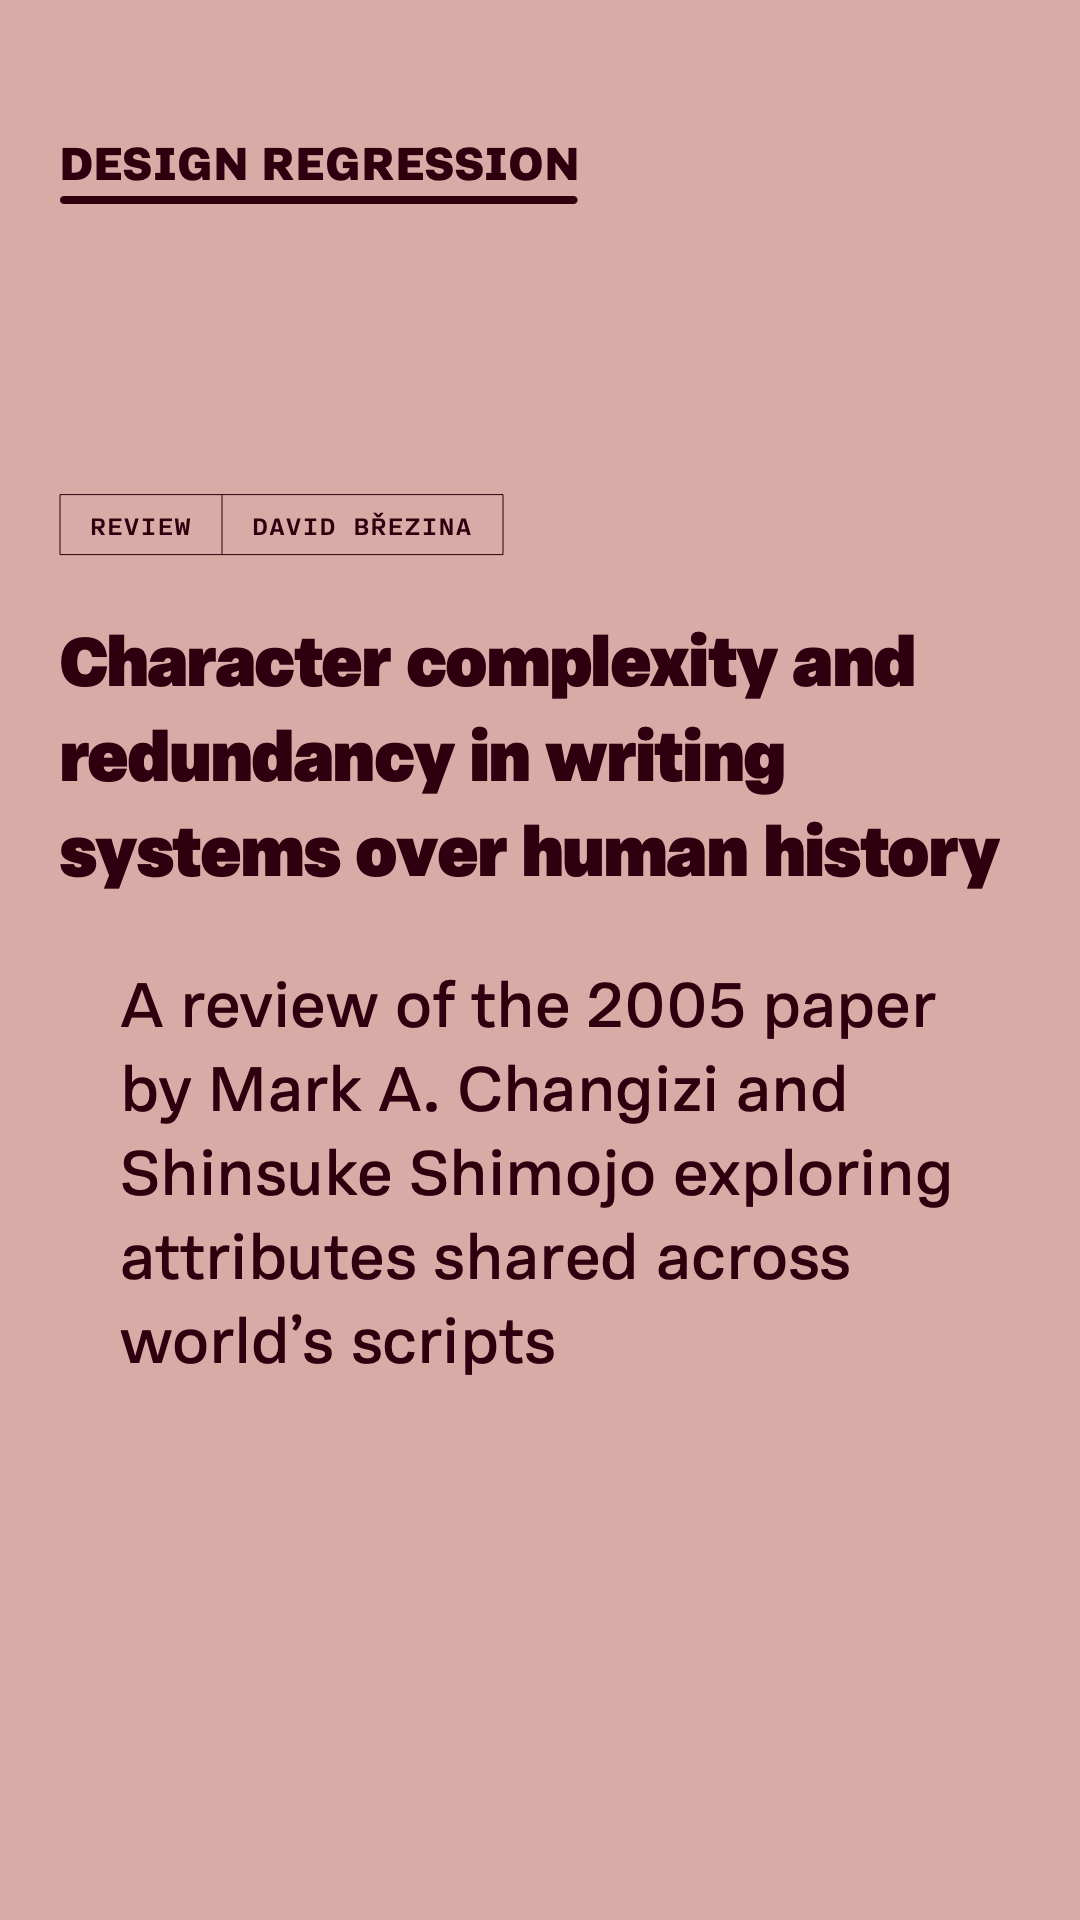 DESIGN REGRESSION
REVIEW DAVID BŘEZINA
Character complexity and
redundancy in writing
systems over human history
A review of the 2005 paper
by Mark A. Changizi and
Shinsuke Shimojo exploring
attributes shared across
world’s scripts